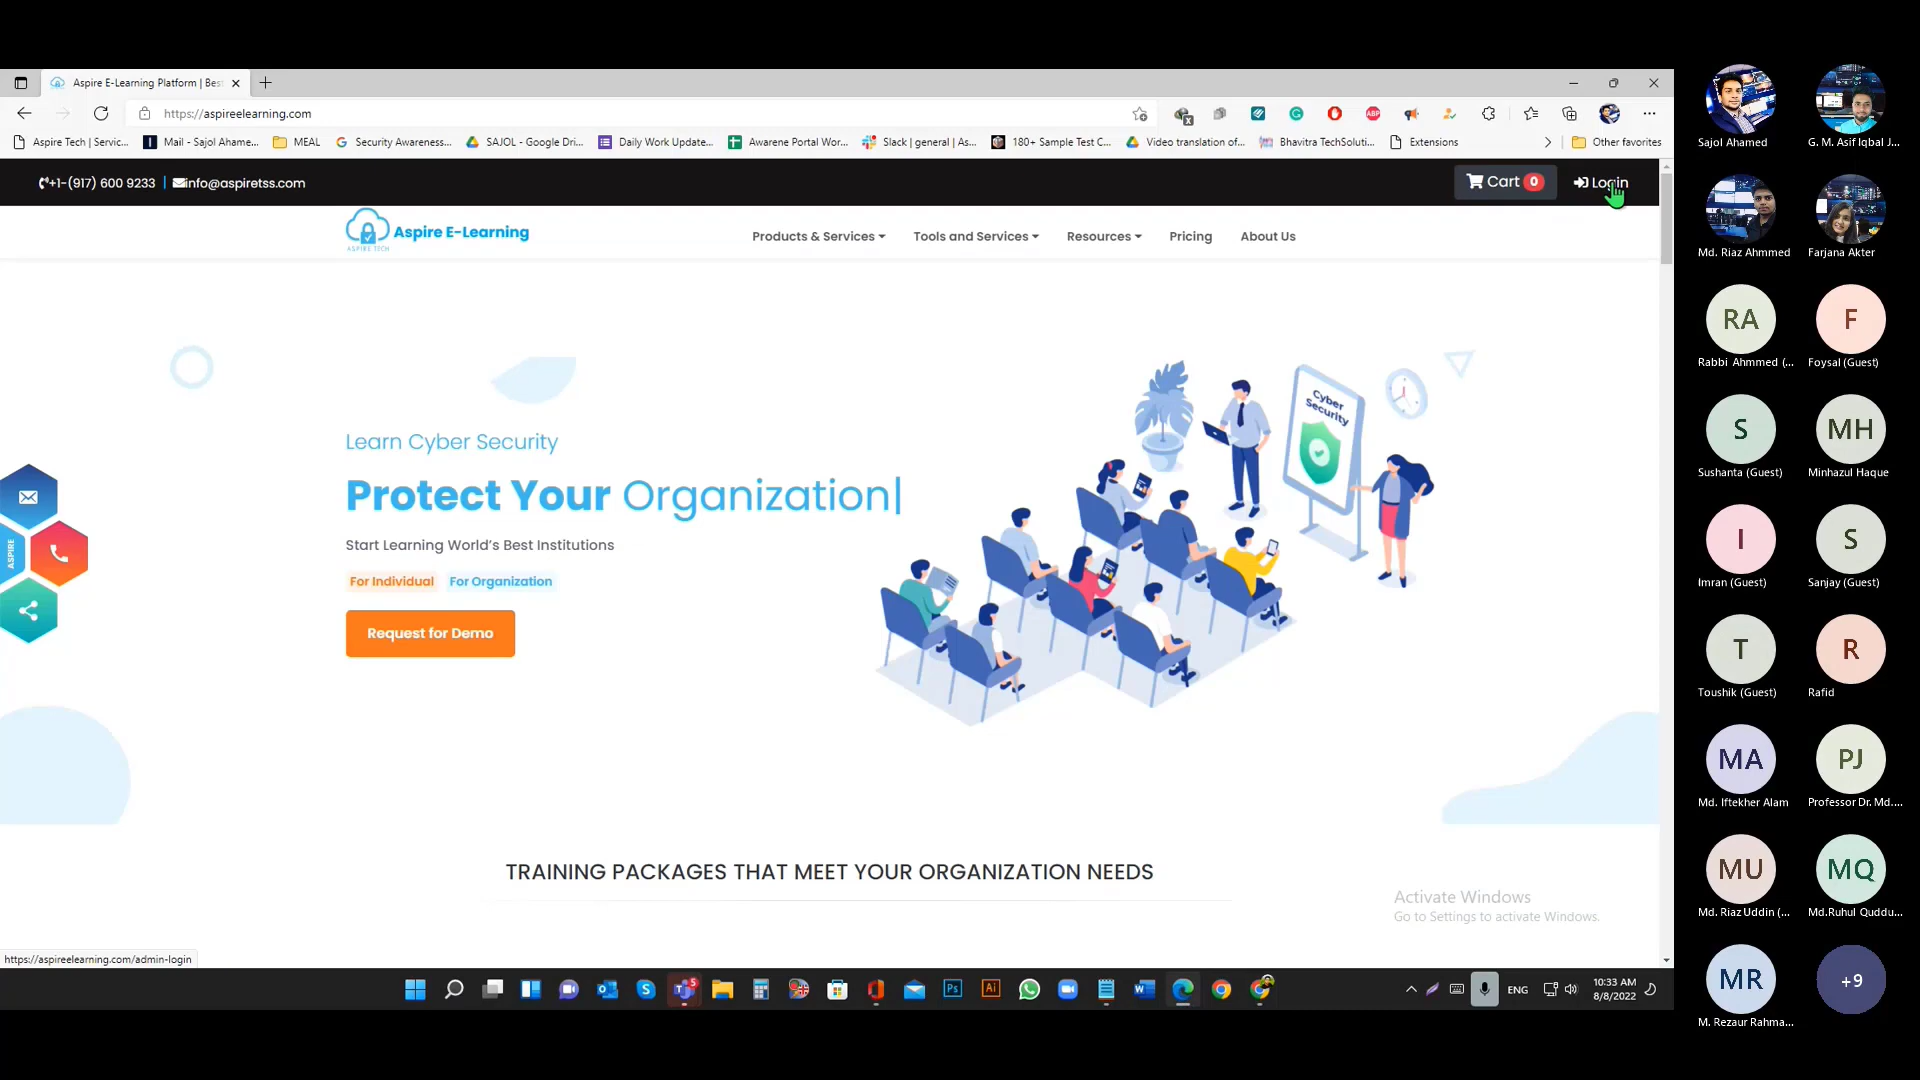 Aspire E-Learning Platform | Bes
https://aspireelearning.com
Aspire Tech | Servic...
Mail - Sajol Ahame...
MEAL
Security Awareness...
SAJOL - Google Dri...
Daily Work Update...
Awarene Portal Wor...
Slack | general | As...
180+ Sample Test C...
Video translation of...
Bhavitra TechSoluti...
Extensions
Other favorites
+1-(917) 600 9233 | info@aspiretss.com
Cart 0
Login
ASPIRE TECH
Aspire E-Learning
Products & Services
Tools and Services
Resources
Pricing
About Us
Learn Cyber Security
Protect Your Organization|
Start Learning World's Best Institutions
For Individual
For Organization
Request for Demo
Cyber
Security
ASPIRE
TRAINING PACKAGES THAT MEET YOUR ORGANIZATION NEEDS
Activate Windows
Go to Settings to activate Windows.
https://aspireelearning.com/admin-login
5
Ps
Ai
ENG
10:33 AM
8/8/2022
Sajol Ahamed
G. M. Asif Iqbal J...
Md. Riaz Ahmmed
Farjana Akter
RA
F
Rabbi Ahmmed (...
Foysal (Guest)
S
MH
Sushanta (Guest)
Minhazul Haque
I
S
Imran (Guest)
Sanjay (Guest)
T
R
Toushik (Guest)
Rafid
MA
PJ
Md. Iftekher Alam
Professor Dr. Md....
MU
MQ
Md. Riaz Uddin (...
Md.Ruhul Quddu...
MR
+9
M. Rezaur Rahma...